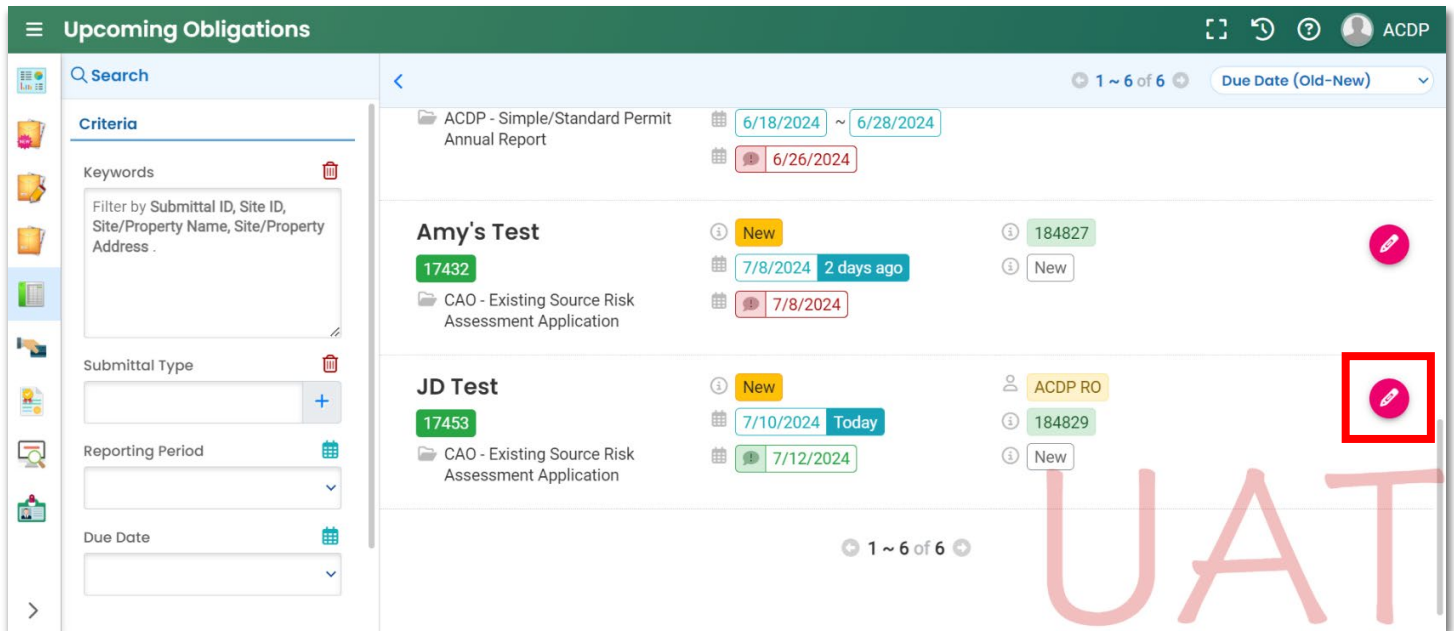 Upcoming Obligations
ACDP
Search
1 ~ 6 of 6
Due Date (Old-New)
Criteria
Keywords
Filter by Submittal ID, Site ID,
Site/Property Name, Site/Property
Address .
Submittal Type
+
Reporting Period
Due Date
ACDP - Simple/Standard Permit
Annual Report
6/18/2024 ~ 6/28/2024
6/26/2024
Amy's Test
17432
CAO - Existing Source Risk
Assessment Application
New
7/8/2024 2 days ago
7/8/2024
184827
New
JD Test
17453
CAO - Existing Source Risk
Assessment Application
New
7/10/2024 Today
7/12/2024
ACDP RO
184829
New
1 ~ 6 of 6
UAT